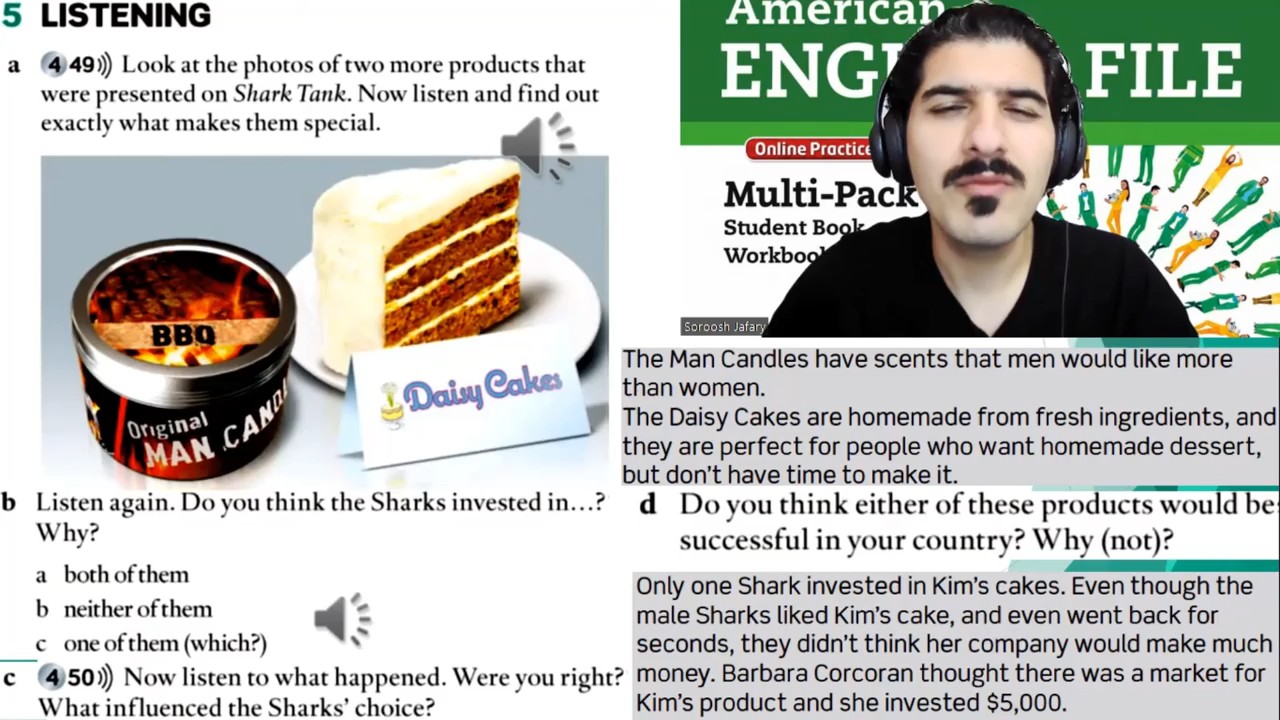 5 LISTENING
a 4 49 Look at the photos of two more products that
were presented on Shark Tank. Now listen and find out
exactly what makes them special.
BBQ
Original
MAN CANDL
Daisy Cakes
b Listen again. Do you think the Sharks invested in...?
Why?
a both of them
b neither of them
c one of them (which?)
c 4 50 Now listen to what happened. Were you right?
What influenced the Sharks' choice?
American
ENG FILE
Online Practice
Multi-Pack
Student Book
Workboo
Soroosh Jafary
The Man Candles have scents that men would like more
than women.
The Daisy Cakes are homemade from fresh ingredients, and
they are perfect for people who want homemade dessert,
but don't have time to make it.
d Do you think either of these products would be
successful in your country? Why (not)?
Only one Shark invested in Kim's cakes. Even though the
male Sharks liked Kim's cake, and even went back for
seconds, they didn't think her company would make much
money. Barbara Corcoran thought there was a market for
Kim's product and she invested $5,000.